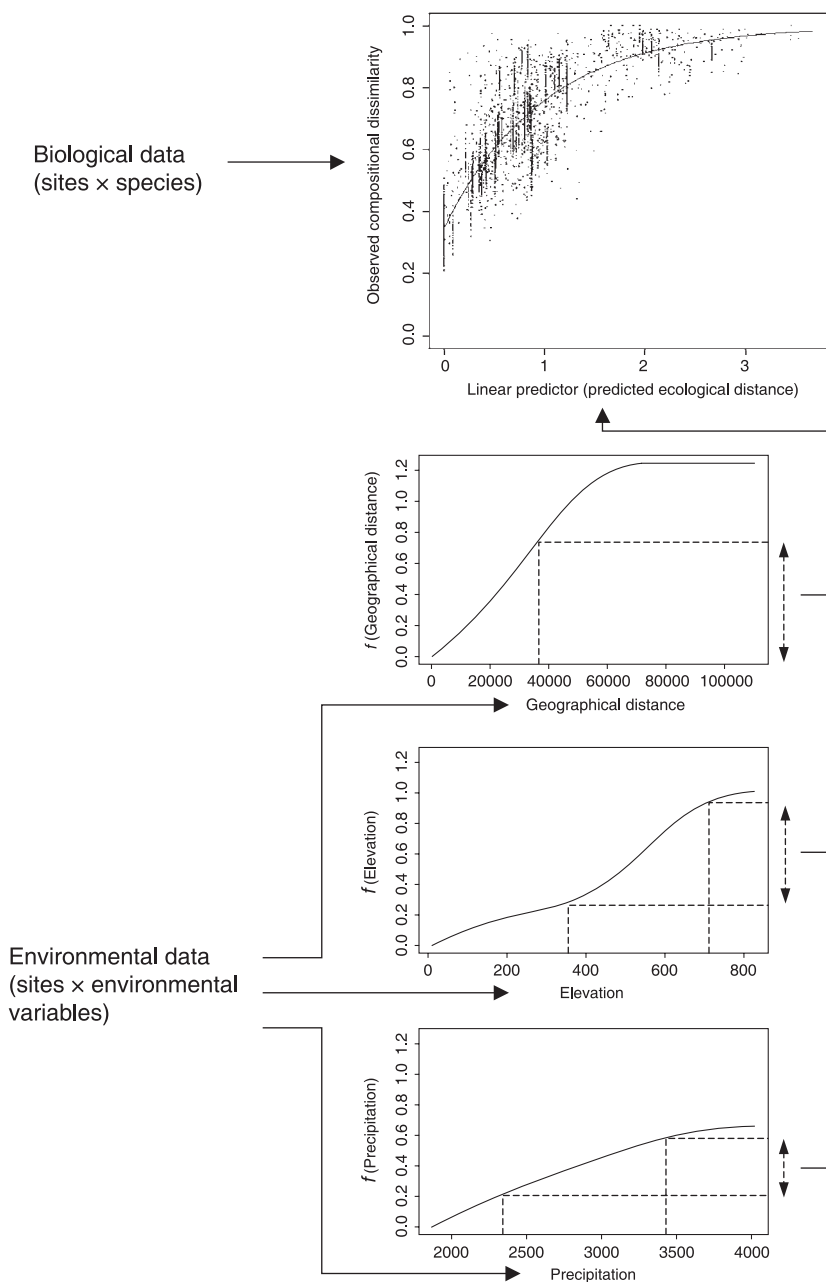 Biological data
(sites × species)
Observed compositional dissimilarity
1.0
0.8
0.6
0.4
0.2
0.0
0 1 2 3
Linear predictor (predicted ecological distance)
f (Geographical distance)
1.2
1.0
0.8
0.6
0.4
0.2
0.0
0 20000 40000 60000 80000 100000
Geographical distance
f (Elevation)
1.2
1.0
0.8
0.6
0.4
0.2
0.0
0 200 400 600 800
Elevation
Environmental data
(sites × environmental
variables)
f (Precipitation)
1.2
1.0
0.8
0.6
0.4
0.2
0.0
2000 2500 3000 3500 4000
Precipitation